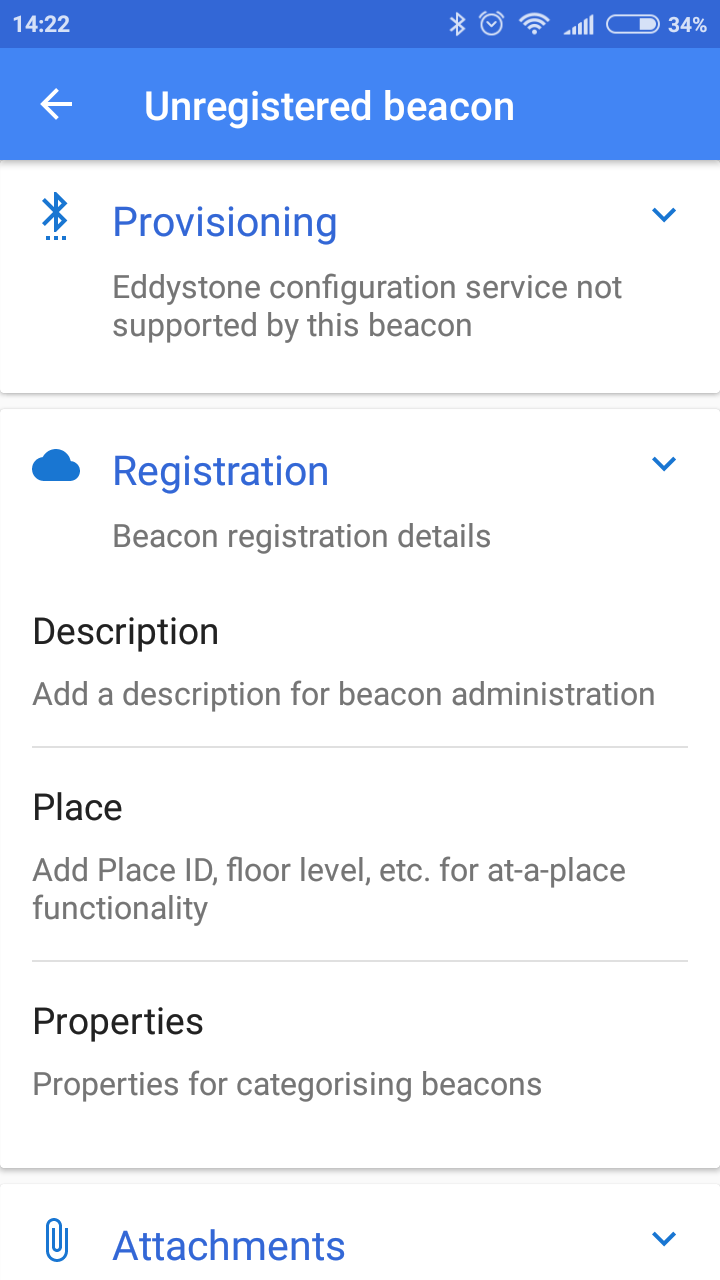 14:22
34%
Unregistered beacon
Provisioning
Eddystone configuration service not
supported by this beacon
Registration
Beacon registration details
Description
Add a description for beacon administration
Place
Add Place ID, floor level, etc. for at-a-place
functionality
Properties
Properties for categorising beacons
Attachments